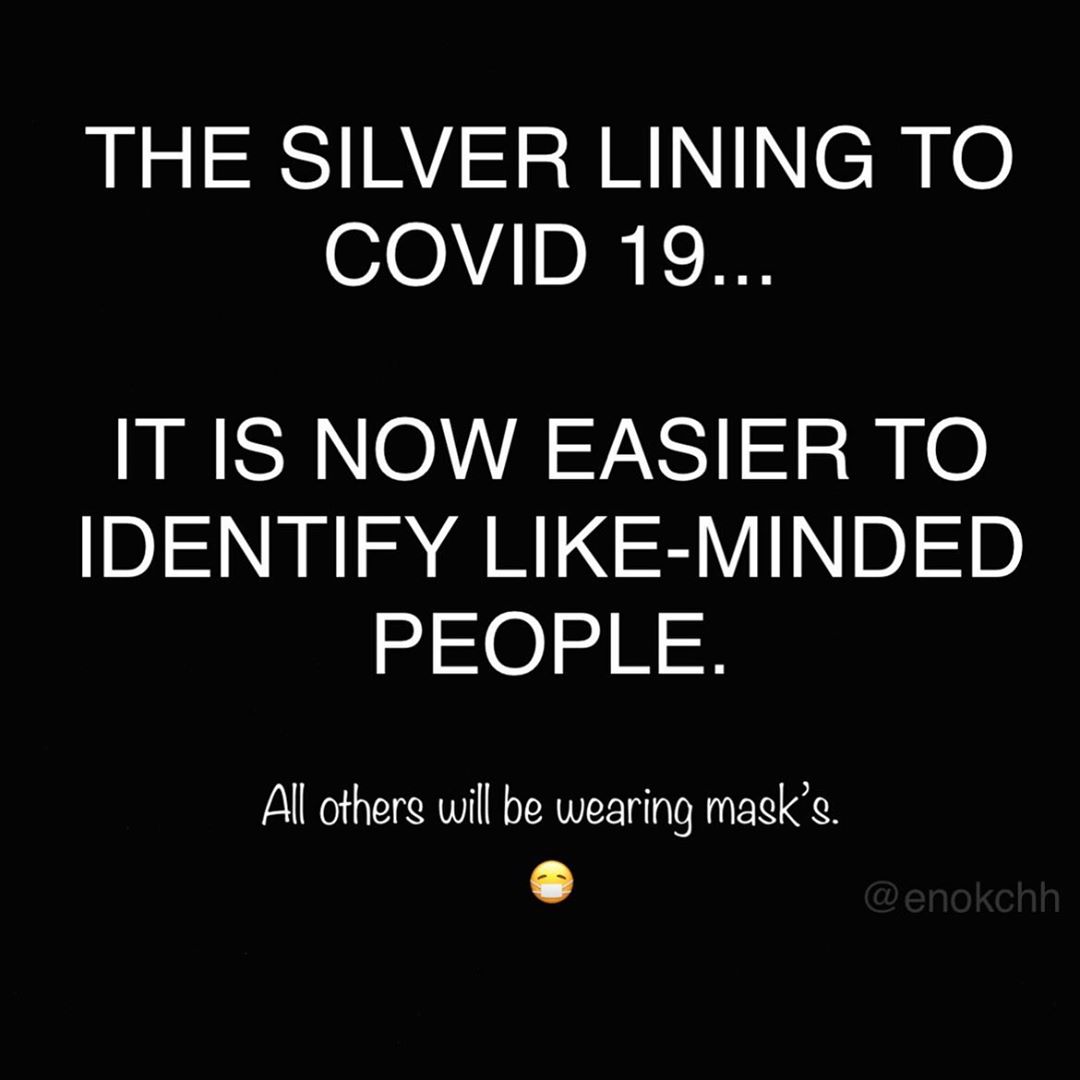 THE SILVER LINING TO
COVID 19...
IT IS NOW EASIER TO
IDENTIFY LIKE-MINDED
PEOPLE.
All others will be wearing mask's.
@enokchh